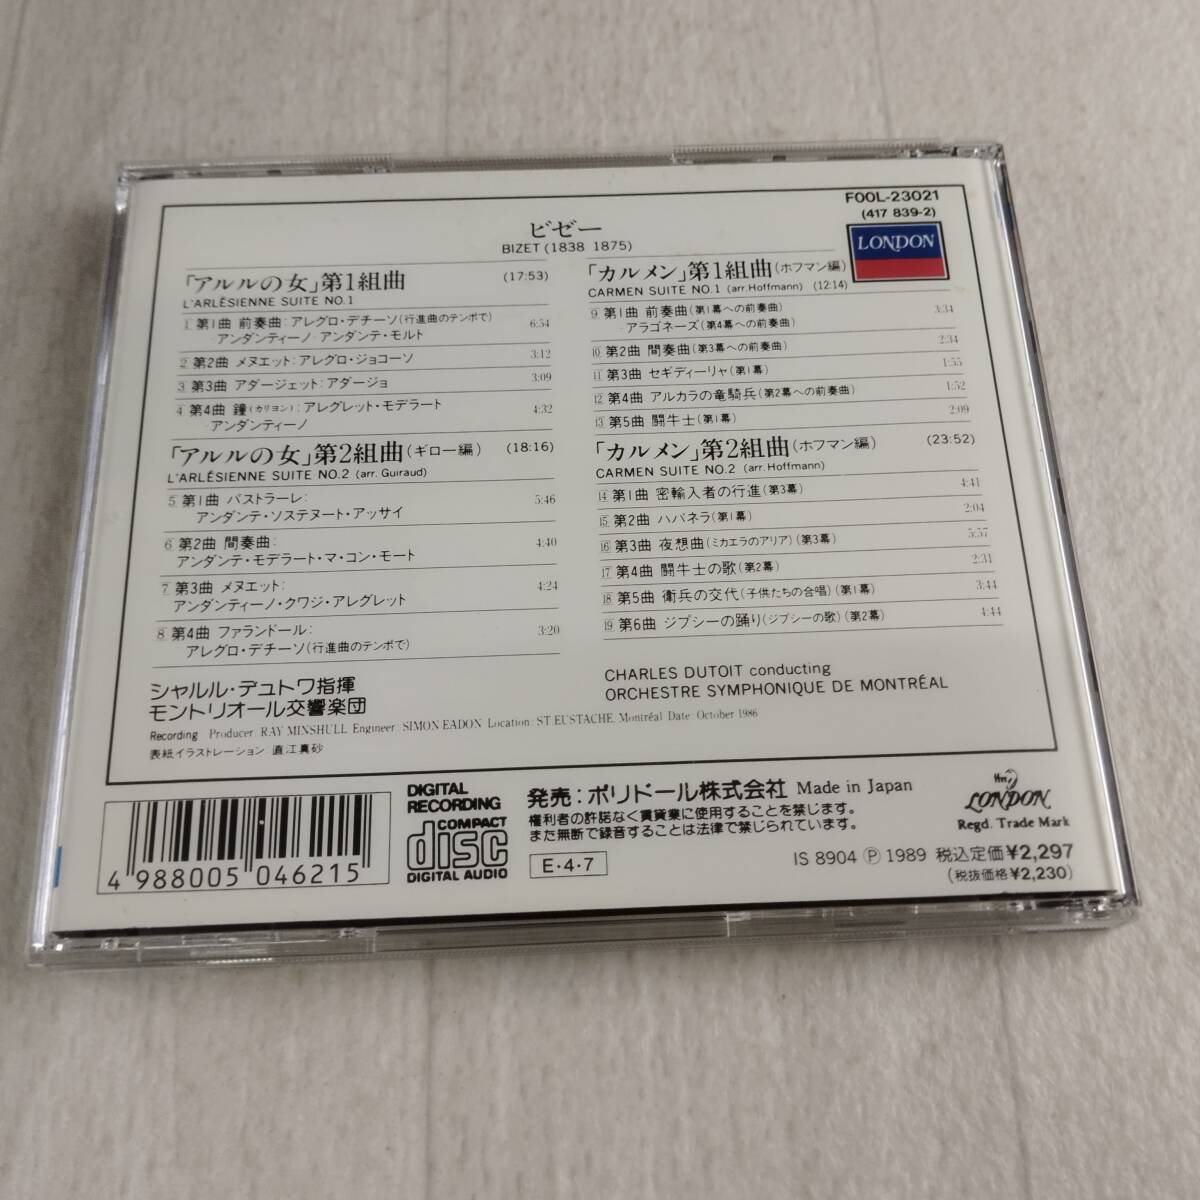 FOOL-23021
(417 839-2)
LONDON
ビゼー
BIZET (1838 1875)
「アルルの女」第1組曲 (17:53)
L'ARLÉSIENNE SUITE NO.1
1 第1曲 前奏曲:アレグロ・デチーソ(行進曲のテンポで)
アンダンティーノ アンダンテ・モルト 6:54
2 第2曲 メヌエット:アレグロ・ジョコーソ 3:12
3 第3曲 アダージェット:アダージョ 3:09
4 第4曲 鐘(カリヨン):アレグレット・モデラート
・アンダンティーノ 4:32
「アルルの女」第2組曲(ギロー編) (18:16)
L'ARLÉSIENNE SUITE NO.2 (arr. Guiraud)
5 第1曲 パストラーレ:
アンダンテ・ソステヌート・アッサイ 5:46
6 第2曲 間奏曲:
アンダンテ・モデラート・マ・コン・モート 4:40
7 第3曲 メヌエット:
アンダンティーノ・クワジ・アレグレット 4:24
8 第4曲 ファランドール:
アレグロ・デチーソ(行進曲のテンポで) 3:20
「カルメン」第1組曲(ホフマン編)
CARMEN SUITE NO.1 (arr.Hoffmann) (12:14)
9 第1曲 前奏曲(第1幕への前奏曲)
・アラゴネーズ(第4幕への前奏曲) 3:34
10 第2曲 間奏曲(第3幕への前奏曲) 2:34
11 第3曲 セギディーリャ(第1幕) 1:55
12 第4曲 アルカラの竜騎兵(第2幕への前奏曲) 1:52
13 第5曲 闘牛士(第1幕) 2:09
「カルメン」第2組曲(ホフマン編) (23:52)
CARMEN SUITE NO.2 (arr.Hoffmann)
14 第1曲 密輸入者の行進(第3幕) 4:41
15 第2曲 ハバネラ(第1幕) 2:04
16 第3曲 夜想曲(ミカエラのアリア)(第3幕) 5:57
17 第4曲 闘牛士の歌(第2幕) 2:31
18 第5曲 衛兵の交代(子供たちの合唱)(第1幕) 3:44
19 第6曲 ジプシーの踊り(ジプシーの歌)(第2幕) 4:44
シャルル・デュトワ指揮
モントリオール交響楽団
CHARLES DUTOIT conducting
ORCHESTRE SYMPHONIQUE DE MONTRÉAL
Recording Producer: RAY MINSHULL Engineer: SIMON EADON Location: ST.EUSTACHE, Montréal Date: October 1986
表紙イラストレーション 直江真砂
4 988005 046215
DIGITAL
RECORDING
COMPACT
disc
DIGITAL AUDIO
発売:ポリドール株式会社 Made in Japan
権利者の許諾なく賃貸業に使用することを禁じます。
また無断で録音することは法律で禁じられています。
E・4・7
IS 8904 Ⓟ 1989 税込定価¥2,297
(税抜価格¥2,230)
LONDON
Regd. Trade Mark